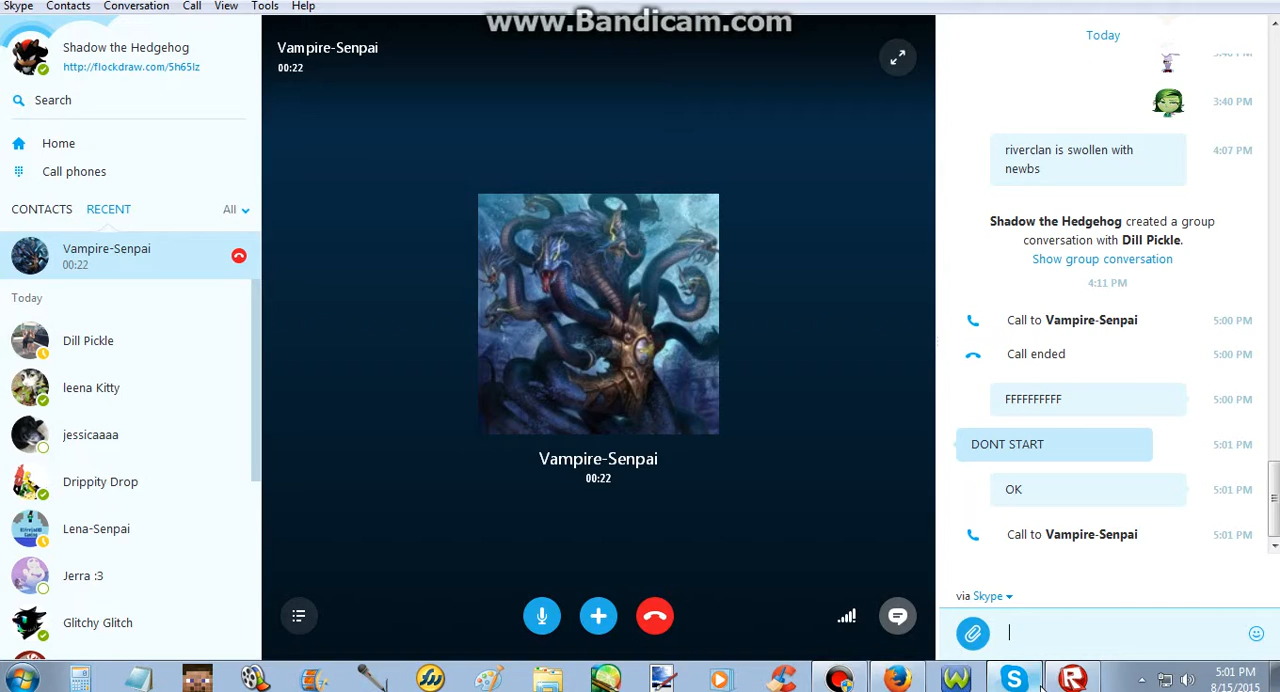 Skype Contacts Conversation Call View Tools Help
www.Bandicam.com
Shadow the Hedgehog
http://flockdraw.com/5h65lz
Search
Home
Call phones
CONTACTS RECENT All
Vampire-Senpai
00:22
Today
Dill Pickle
leena Kitty
jessicaaaa
Drippity Drop
Lena-Senpai
Jerra :3
Glitchy Glitch
Vampire-Senpai
00:22
Vampire-Senpai
00:22
Today
3:40 PM
3:40 PM
riverclan is swollen with 4:07 PM
newbs
Shadow the Hedgehog created a group
conversation with Dill Pickle.
Show group conversation
4:11 PM
Call to Vampire-Senpai 5:00 PM
Call ended 5:00 PM
FFFFFFFFFF 5:00 PM
DONT START 5:01 PM
OK 5:01 PM
Call to Vampire-Senpai 5:01 PM
via Skype
5:01 PM
8/15/2015